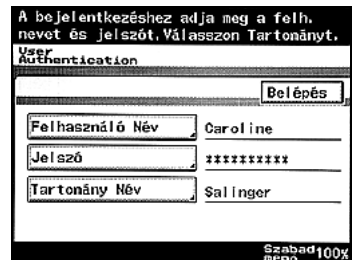 A bejelentkezéshez adja meg a felh.
nevet és jelszót,Válasszon Tartományt.
User
Authentication
Belépés
Felhasználó Név Caroline
Jelszó **********
Tartomány Név Salinger
Szabad 100%
memó